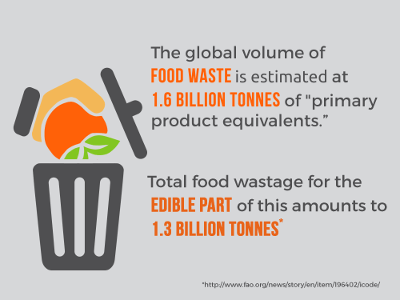 The global volume of
FOOD WASTE is estimated at
1.6 BILLION TONNES of "primary
product equivalents.”
Total food wastage for the
EDIBLE PART of this amounts to
1.3 BILLION TONNES*
*http://www.fao.org/news/story/en/item/196402/icode/